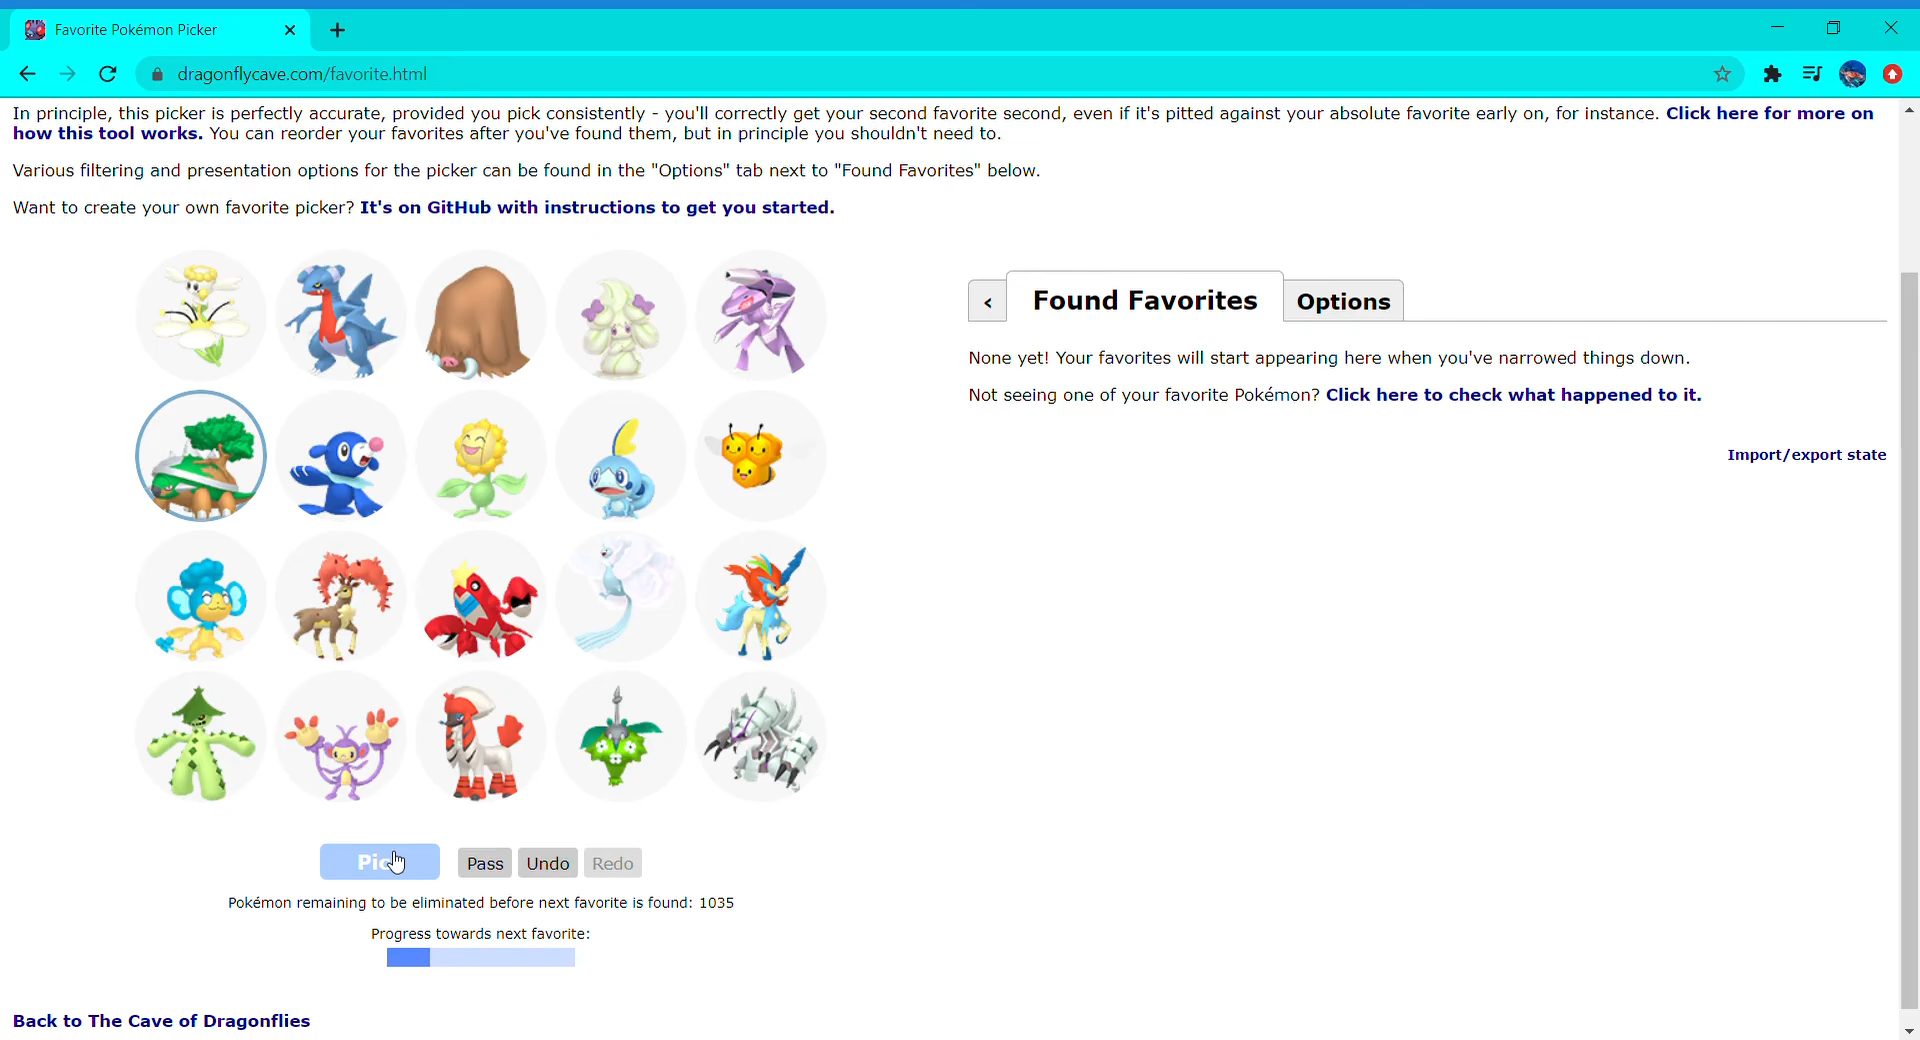 Favorite Pokémon Picker
dragonflycave.com/favorite.html
In principle, this picker is perfectly accurate, provided you pick consistently - you'll correctly get your second favorite second, even if it's pitted against your absolute favorite early on, for instance. Click here for more on
how this tool works. You can reorder your favorites after you've found them, but in principle you shouldn't need to.
Various filtering and presentation options for the picker can be found in the "Options" tab next to "Found Favorites" below.
Want to create your own favorite picker? It's on GitHub with instructions to get you started.
‹ Found Favorites Options
None yet! Your favorites will start appearing here when you've narrowed things down.
Not seeing one of your favorite Pokémon? Click here to check what happened to it.
Import/export state
Pass Undo Redo
Pokémon remaining to be eliminated before next favorite is found: 1035
Progress towards next favorite:
Back to The Cave of Dragonflies